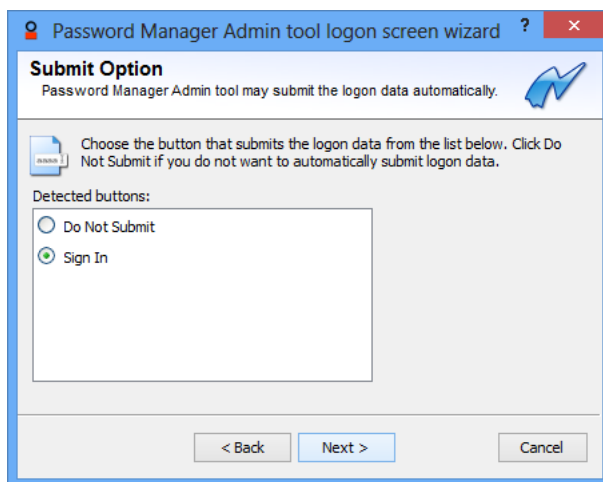 Password Manager Admin tool logon screen wizard ? ×
Submit Option
Password Manager Admin tool may submit the logon data automatically.
Choose the button that submits the logon data from the list below. Click Do
Not Submit if you do not want to automatically submit logon data.
Detected buttons:
Do Not Submit
Sign In
< Back Next > Cancel